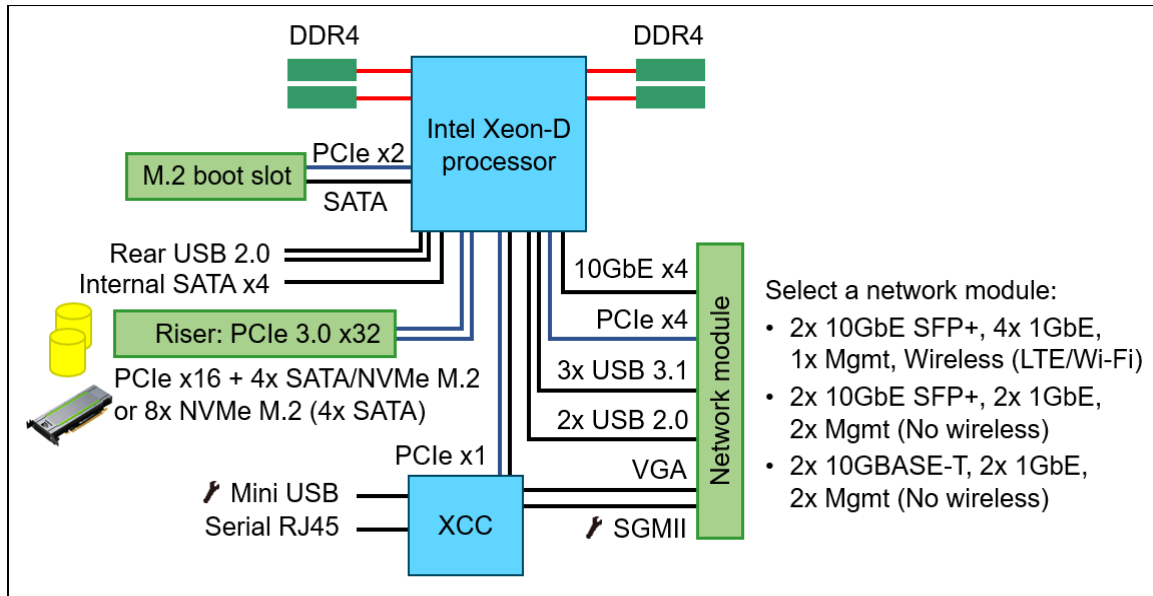 DDR4
DDR4
Intel Xeon-D
processor
PCIe x2
M.2 boot slot
SATA
Rear USB 2.0
Internal SATA x4
Riser: PCIe 3.0 x32
PCIe x16 + 4x SATA/NVMe M.2
or 8x NVMe M.2 (4x SATA)
PCIe x1
Mini USB
Serial RJ45
XCC
10GbE x4
PCIe x4
3x USB 3.1
2x USB 2.0
VGA
SGMII
Network module
Select a network module:
• 2x 10GbE SFP+, 4x 1GbE,
1x Mgmt, Wireless (LTE/Wi-Fi)
• 2x 10GbE SFP+, 2x 1GbE,
2x Mgmt (No wireless)
• 2x 10GBASE-T, 2x 1GbE,
2x Mgmt (No wireless)